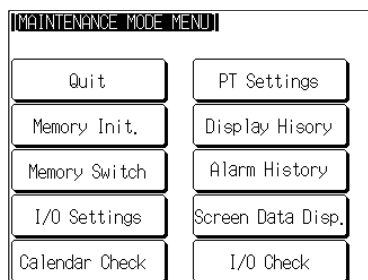 [MAINTENANCE MODE MENU]
Quit
PT Settings
Memory Init.
Display Hisory
Memory Switch
Alarm History
I/O Settings
Screen Data Disp.
Calendar Check
I/O Check